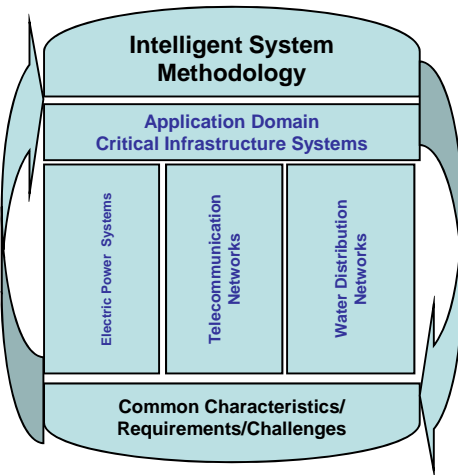 Intelligent System
Methodology
Application Domain
Critical Infrastructure Systems
Electric Power Systems
Telecommunication
Networks
Water Distribution
Networks
Common Characteristics/
Requirements/Challenges